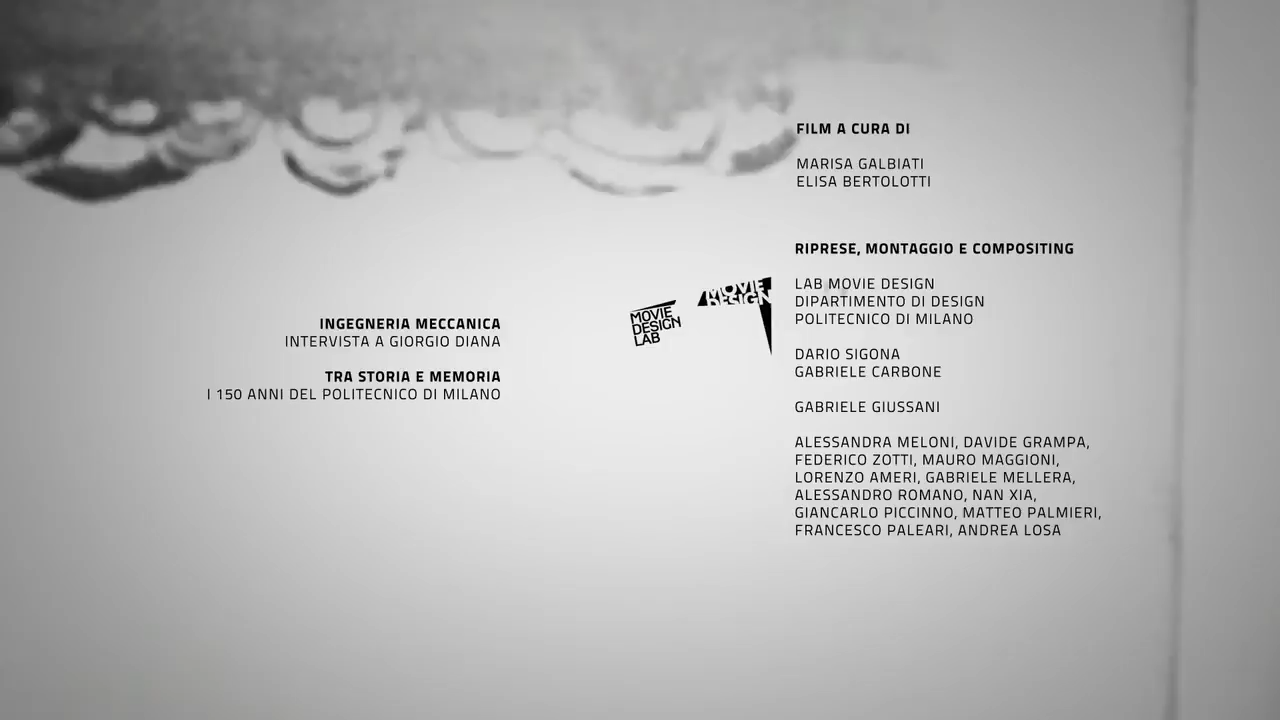 INGEGNERIA MECCANICA
INTERVISTA A GIORGIO DIANA
TRA STORIA E MEMORIA
I 150 ANNI DEL POLITECNICO DI MILANO
MOVIE
DESIGN
LAB
MOVIE
DESIGN
FILM A CURA DI
MARISA GALBIATI
ELISA BERTOLOTTI
RIPRESE, MONTAGGIO E COMPOSITING
LAB MOVIE DESIGN
DIPARTIMENTO DI DESIGN
POLITECNICO DI MILANO
DARIO SIGONA
GABRIELE CARBONE
GABRIELE GIUSSANI
ALESSANDRA MELONI, DAVIDE GRAMPA,
FEDERICO ZOTTI, MAURO MAGGIONI,
LORENZO AMERI, GABRIELE MELLERA,
ALESSANDRO ROMANO, NAN XIA,
GIANCARLO PICCINNO, MATTEO PALMIERI,
FRANCESCO PALEARI, ANDREA LOSA